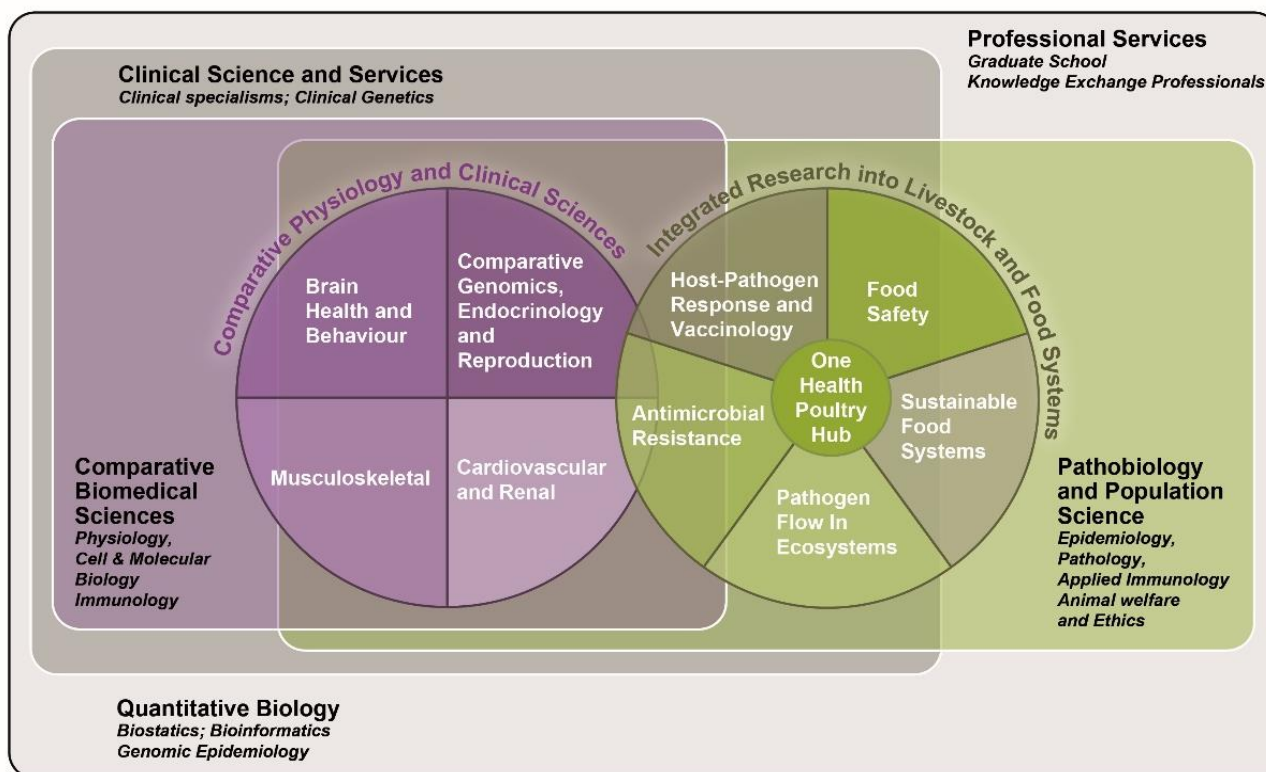 Professional Services
Graduate School
Knowledge Exchange Professionals
Clinical Science and Services
Clinical specialisms; Clinical Genetics
Comparative Physiology and Clinical Sciences
Brain
Health and
Behaviour
Comparative
Genomics,
Endocrinology
and
Reproduction
Musculoskeletal
Cardiovascular
and Renal
Integrated Research into Livestock and Food Systems
Host-Pathogen
Response and
Vaccinology
Food
Safety
One
Health
Poultry
Hub
Antimicrobial
Resistance
Sustainable
Food
Systems
Pathogen
Flow In
Ecosystems
Comparative
Biomedical
Sciences
Physiology,
Cell & Molecular
Biology
Immunology
Pathobiology
and Population
Science
Epidemiology,
Pathology,
Applied Immunology
Animal welfare
and Ethics
Quantitative Biology
Biostatics; Bioinformatics
Genomic Epidemiology